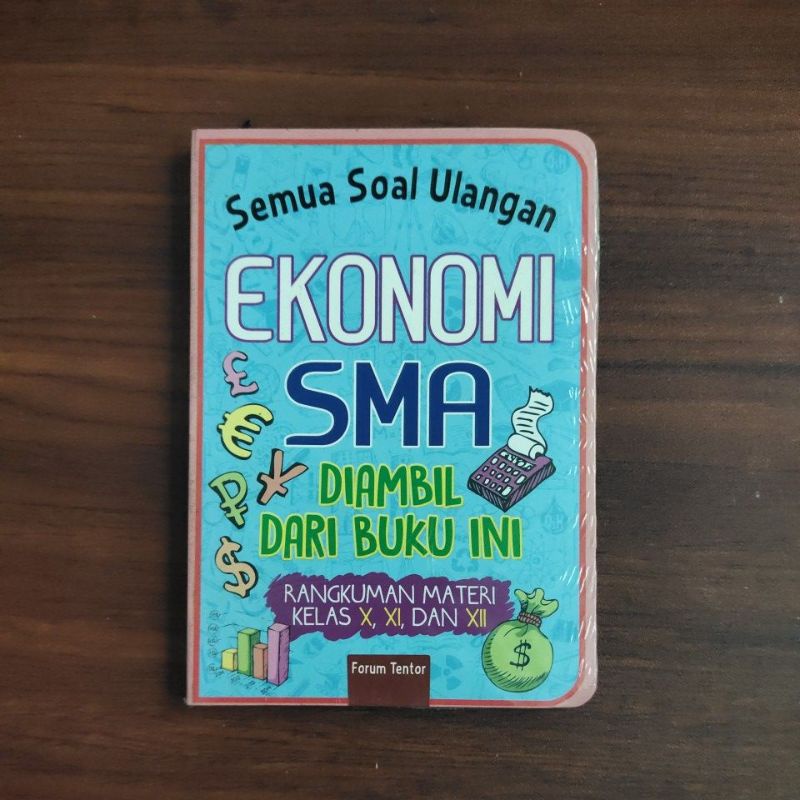 Semua Soal Ulangan
EKONOMI
SMA
DIAMBIL
DARI BUKU INI
RANGKUMAN MATERI
KELAS X, XI, DAN XII
Forum Tentor